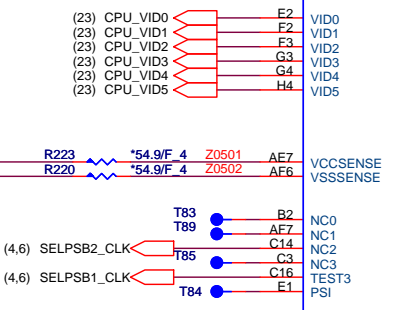 (23) CPU_VID0 E2 VID0
(23) CPU_VID1 F2 VID1
(23) CPU_VID2 F3 VID2
(23) CPU_VID3 G3 VID3
(23) CPU_VID4 G4 VID4
(23) CPU_VID5 H4 VID5
R223 *54.9/F_4 Z0501 AE7 VCCSENSE
R220 *54.9/F_4 Z0502 AF6 VSSSENSE
T83 B2 NC0
T89 AF7 NC1
(4,6) SELPSB2_CLK C14 NC2
T85 C3 NC3
(4,6) SELPSB1_CLK C16 TEST3
T84 E1 PSI